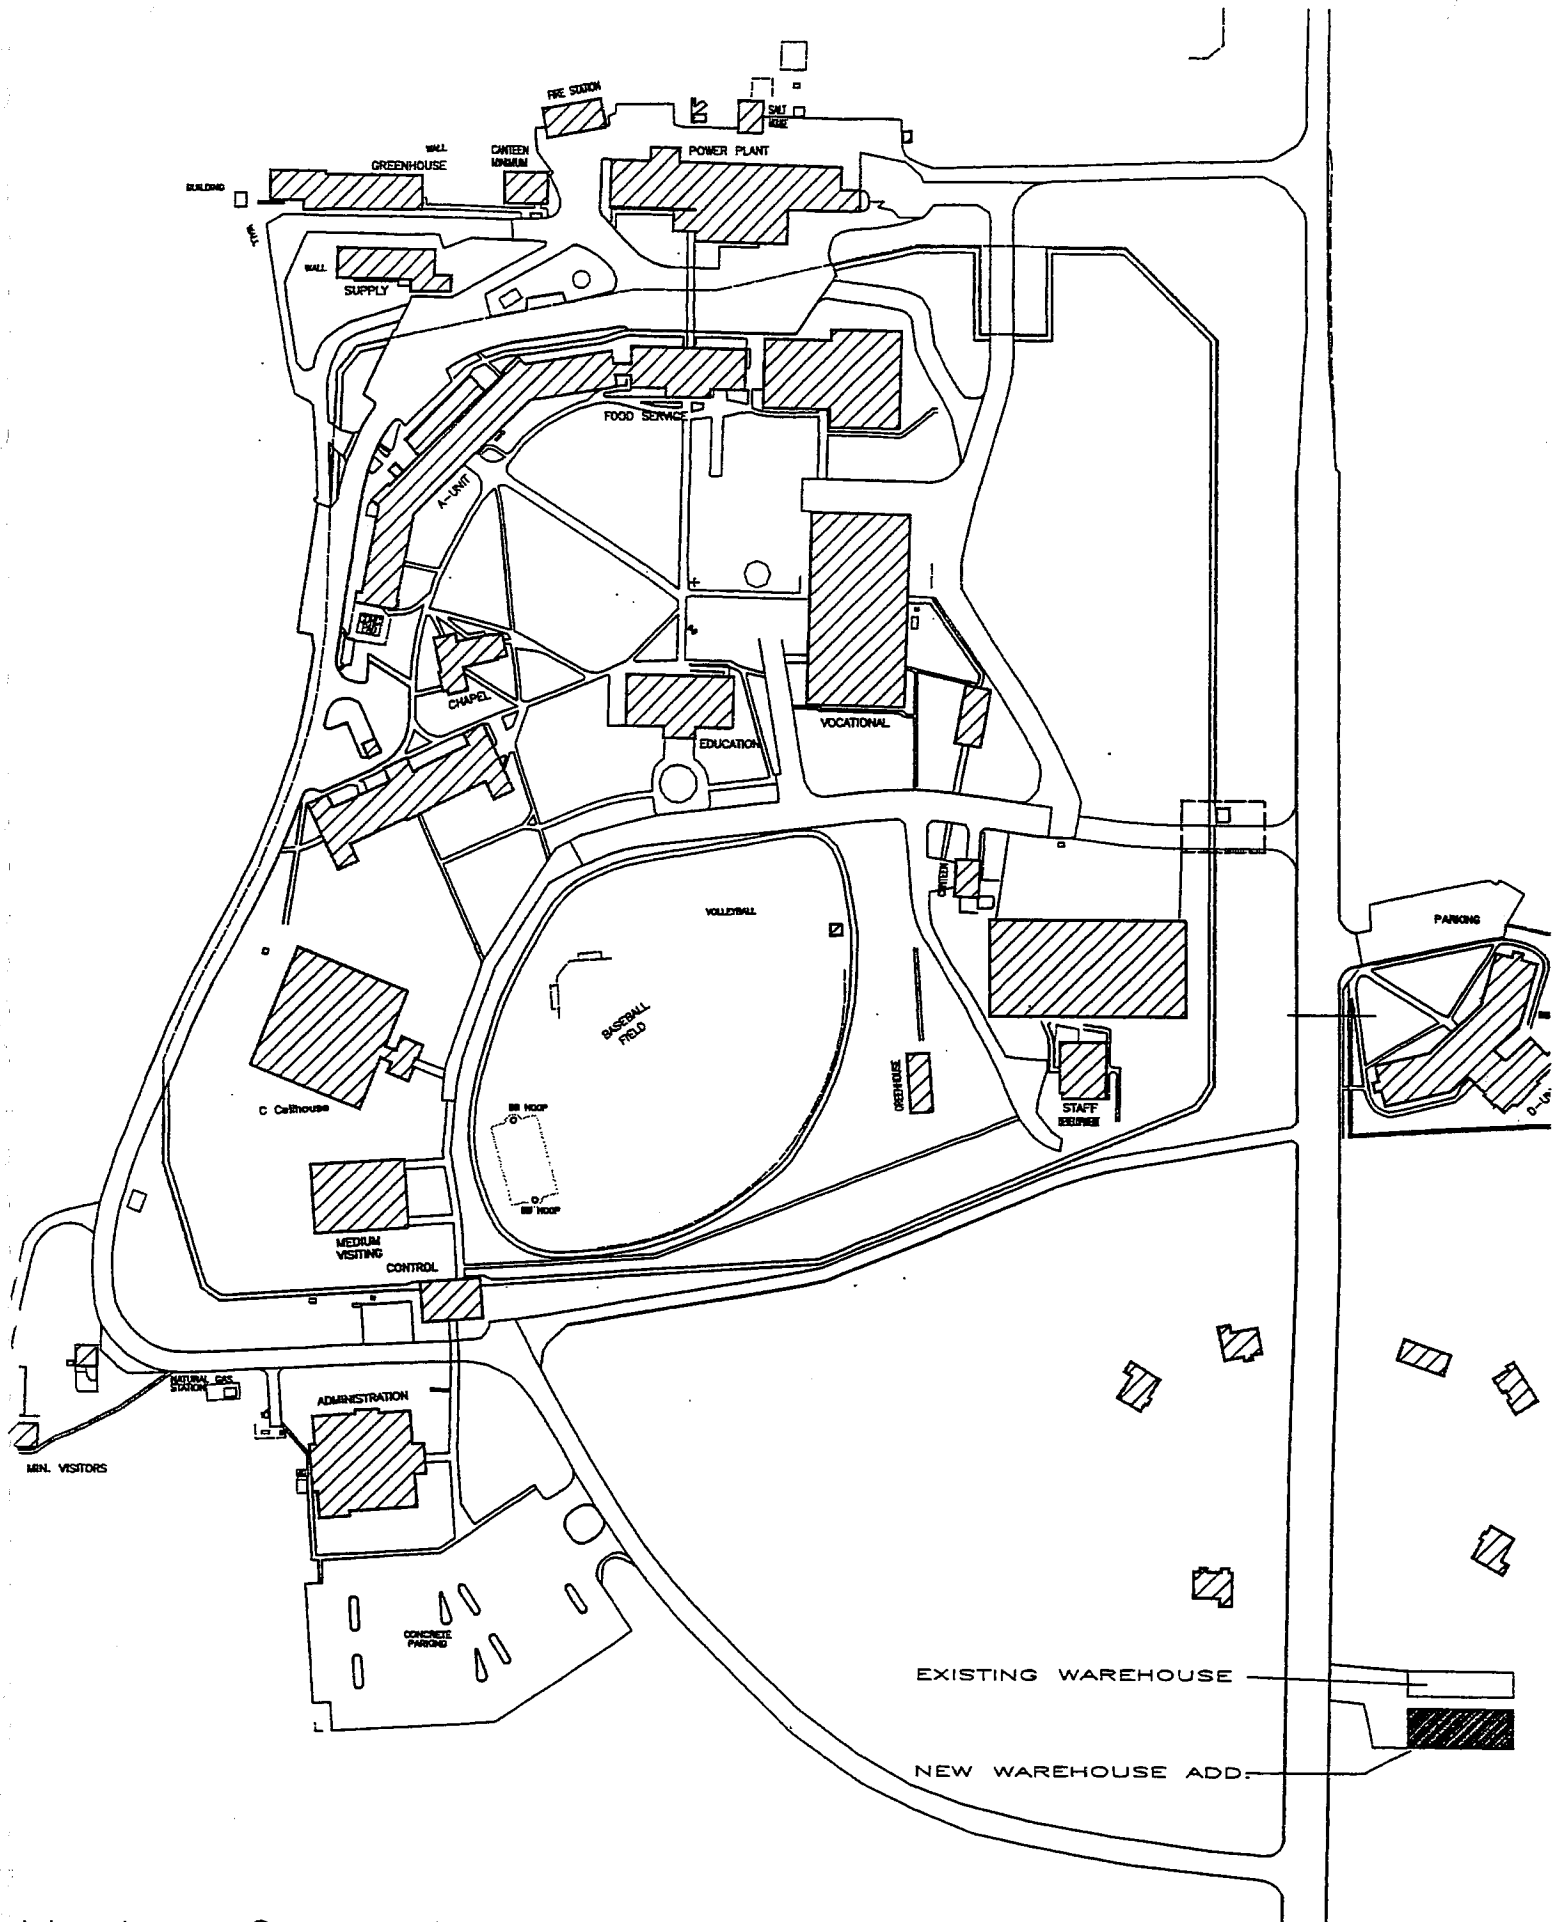 FIRE STATION
SALT
HOUSE
WALL
GREENHOUSE
CANTEEN
MINIMUM
POWER PLANT
BUILDING
WALL
WALL
SUPPLY
FOOD SERVICE
A-UNIT
CHAPEL
EDUCATION
VOCATIONAL
CANTEEN
VOLLEYBALL
PARKING
BASEBALL
FIELD
GREENHOUSE
C Cellhouse
BB HOOP
STAFF
DEVELOPMENT
BB HOOP
MEDIUM
VISITING
CONTROL
NATURAL GAS
STATION
ADMINISTRATION
MIN. VISITORS
CONCRETE
PARKING
EXISTING WAREHOUSE
NEW WAREHOUSE ADD.